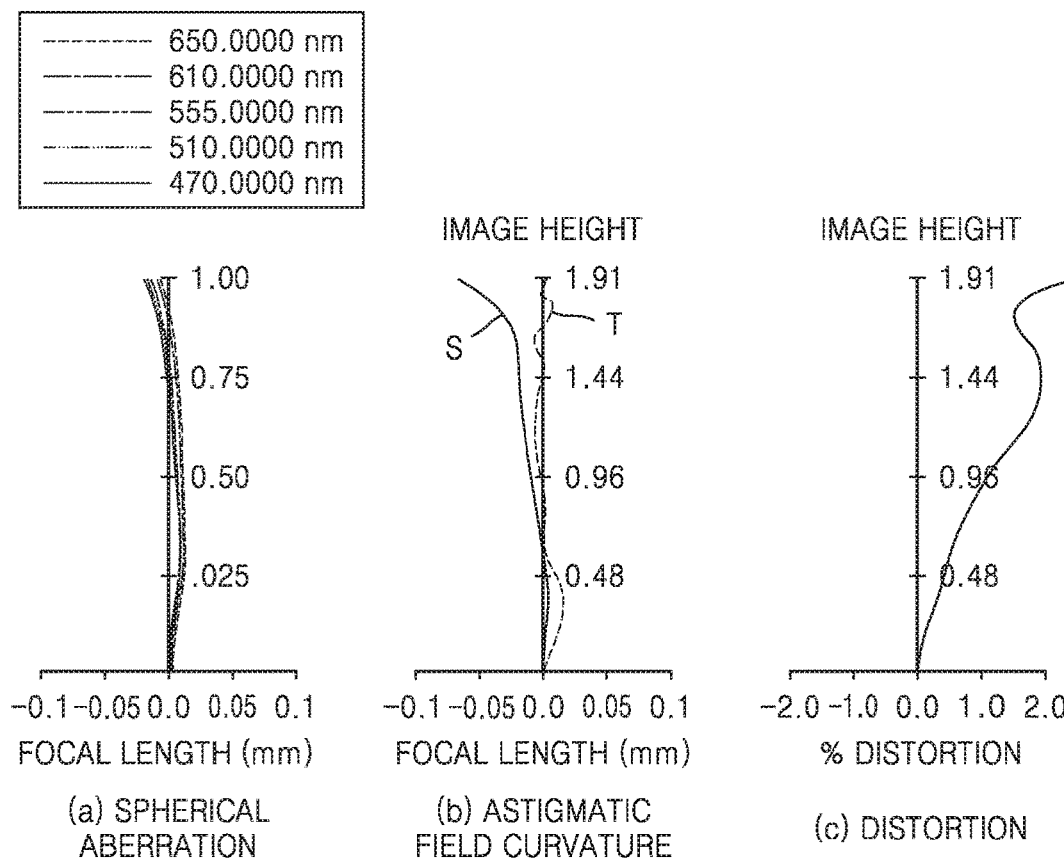 650.0000 nm
610.0000 nm
555.0000 nm
510.0000 nm
470.0000 nm
1.00
0.75
0.50
.025
-0.1 -0.05 0.0 0.05 0.1
FOCAL LENGTH (mm)
(a) SPHERICAL
ABERRATION
IMAGE HEIGHT
1.91
S
T
1.44
0.96
0.48
-0.1 -0.05 0.0 0.05 0.1
FOCAL LENGTH (mm)
(b) ASTIGMATIC
FIELD CURVATURE
IMAGE HEIGHT
1.91
1.44
0.96
0.48
-2.0 -1.0 0.0 1.0 2.0
% DISTORTION
(c) DISTORTION